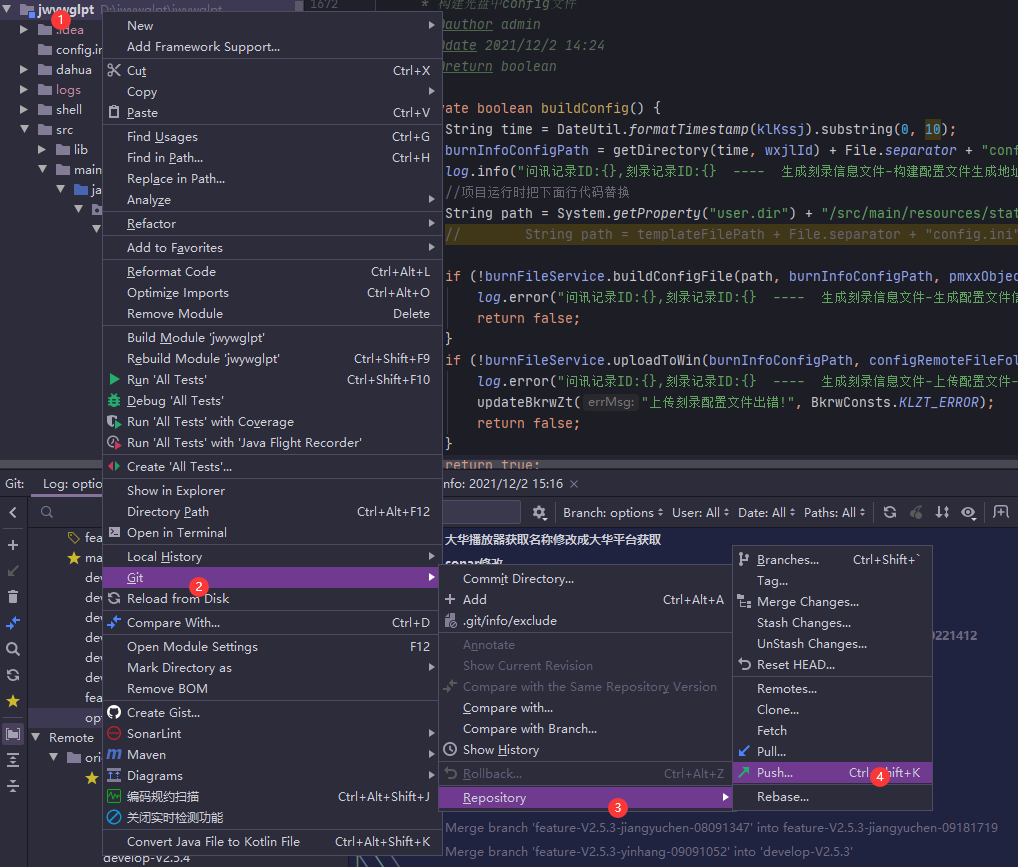 jwywglpt D:\jwywglpt\jwywglpt
1
.idea
dahua
logs
shell
src
lib
main
New
Add Framework Support...
Cut Ctrl+X
Copy
Paste Ctrl+V
Find Usages Ctrl+G
Find in Path... Ctrl+H
Replace in Path...
Analyze
Refactor
Add to Favorites
Reformat Code Ctrl+Alt+L
Optimize Imports Ctrl+Alt+O
Remove Module Delete
Build Module 'jwywglpt'
Rebuild Module 'jwywglpt' Ctrl+Shift+F9
Run 'All Tests' Ctrl+Shift+F10
Debug 'All Tests'
Run 'All Tests' with Coverage
Run 'All Tests' with 'Java Flight Recorder'
Create 'All Tests'...
Show in Explorer
Directory Path Ctrl+Alt+F12
Open in Terminal
Local History
Git
2
Reload from Disk
Compare With... Ctrl+D
Open Module Settings F12
Mark Directory as
Remove BOM
Create Gist...
SonarLint
Maven
Diagrams
编码规约扫描 Ctrl+Alt+Shift+J
关闭实时检测功能
Convert Java File to Kotlin File Ctrl+Alt+Shift+K
develop-V2.5.4
1672
* 构建光盘中config文件
@author admin
@date 2021/12/2 14:24
@return boolean
ate boolean buildConfig() {
String time = DateUtil.formatTimestamp(klKssj).substring(0, 10);
burnInfoConfigPath = getDirectory(time, wxjlId) + File.separator + "conf
log.info("问讯记录ID:{},刻录记录ID:{} ---- 生成刻录信息文件-构建配置文件生成地址
//项目运行时把下面行代码替换
String path = System.getProperty("user.dir") + "/src/main/resources/stat
// String path = templateFilePath + File.separator + "config.ini"
if (!burnFileService.buildConfigFile(path, burnInfoConfigPath, pmxxObjec
log.error("问讯记录ID:{},刻录记录ID:{} ---- 生成刻录信息文件-生成配置文件信
return false;
}
if (!burnFileService.uploadToWin(burnInfoConfigPath, configRemoteFileFol
log.error("问讯记录ID:{},刻录记录ID:{} ---- 生成刻录信息文件-上传配置文件-
updateBkrwZt( errMsg: "上传刻录配置文件出错!", BkrwConsts.KLZT_ERROR);
return false;
}
return true;
Git: Log: optio
nfo: 2021/12/2 15:16 ×
Branch: options User: All Date: All Paths: All
大华播放器获取名称修改成大华平台获取
sonar修改
fea
ma
dev
dev
dev
dev
dev
dev
fea
op
Remote
ori
Commit Directory...
Add Ctrl+Alt+A
.git/info/exclude
Annotate
Show Current Revision
Compare with the Same Repository Version
Compare with...
Compare with Branch...
Show History
Rollback... Ctrl+Alt+Z
Repository
3
Branches... Ctrl+Shift+`
Tag...
Merge Changes...
Stash Changes...
UnStash Changes...
Reset HEAD...
Remotes...
Clone...
Fetch
Pull...
Push... Ctrl+Shift+K
4
Rebase...
0221412
Merge branch 'feature-V2.5.3-jiangyuchen-08091347' into feature-V2.5.3-jiangyuchen-09181719
Merge branch 'feature-V2.5.3-yinhang-09091052' into 'develop-V2.5.3'